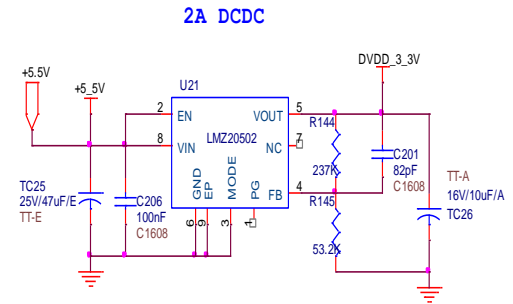 2A DCDC
+5.5V
+5_5V
DVDD_3_3V
U21
2
EN
VOUT
5
8
VIN
LMZ20502
NC
7
GND
EP
MODE
PG
FB
4
6
9
3
1
R144
237K
R145
53.2K
C201
82pF
C1608
TC25
25V/47uF/E
TT-E
C206
100nF
C1608
TT-A
16V/10uF/A
TC26